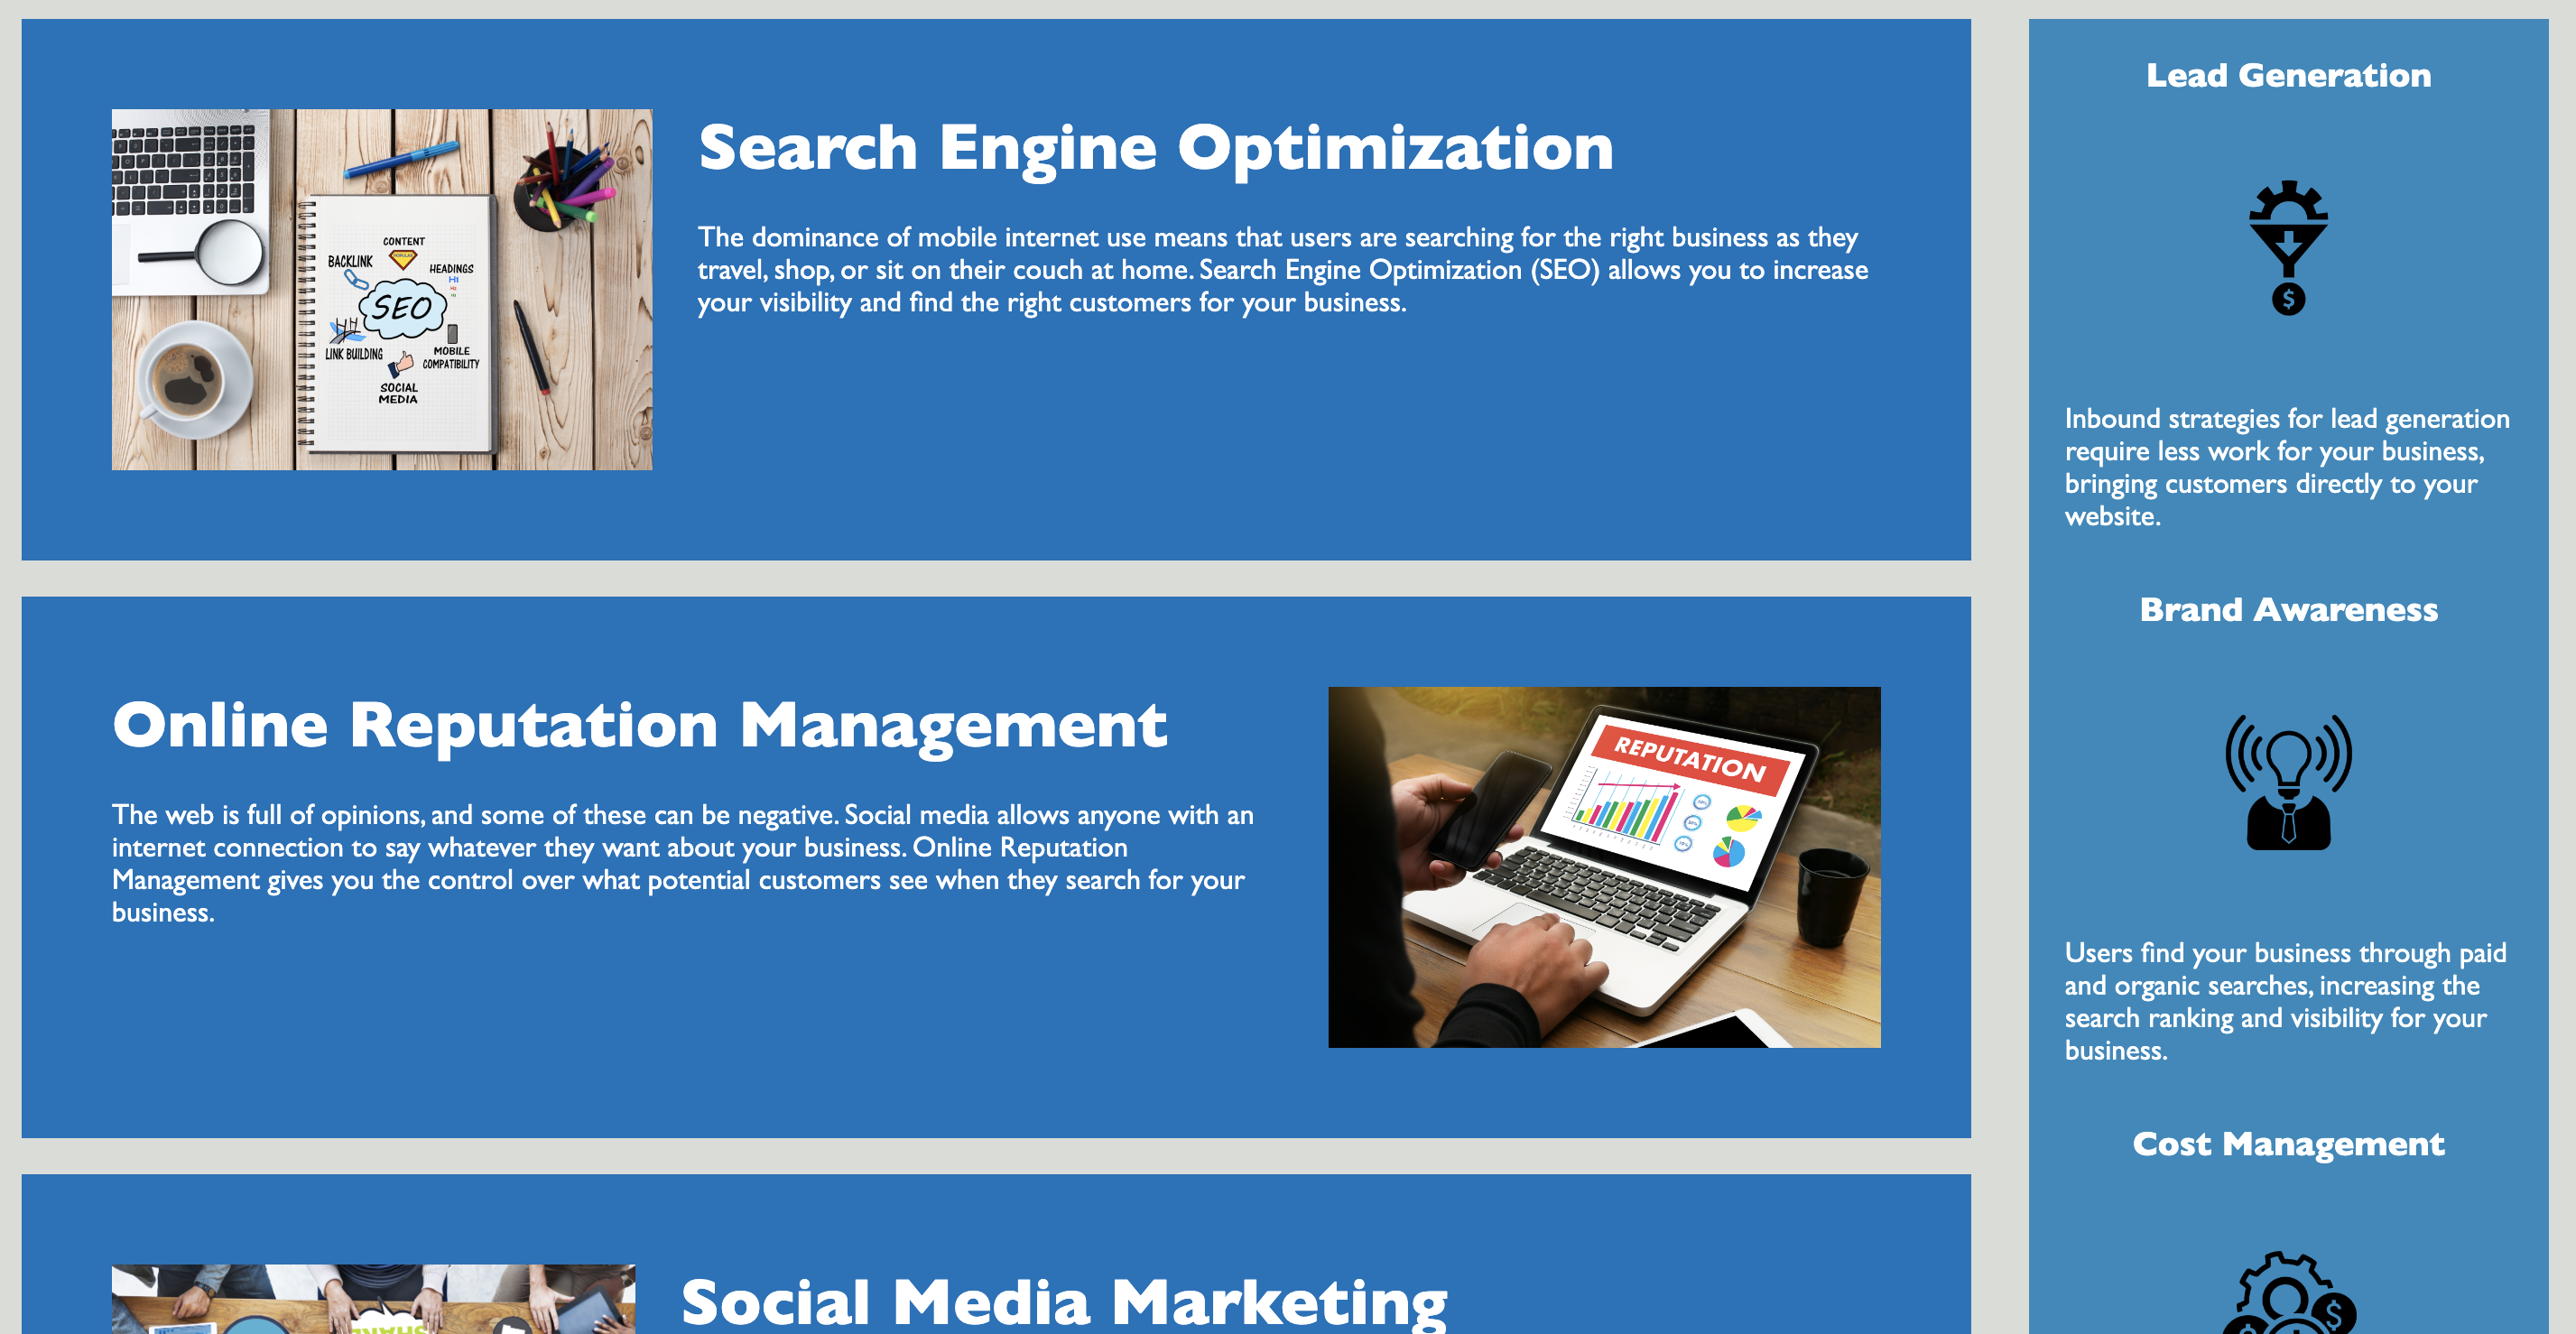 Search Engine Optimization
The dominance of mobile internet use means that users are searching for the right business as they
travel, shop, or sit on their couch at home. Search Engine Optimization (SEO) allows you to increase
your visibility and find the right customers for your business.
CONTENT
POPULAR
BACKLINK
HEADINGS
H1
H2
H3
SEO
LINK BUILDING
MOBILE
COMPATIBILITY
SOCIAL
MEDIA
Online Reputation Management
The web is full of opinions, and some of these can be negative. Social media allows anyone with an
internet connection to say whatever they want about your business. Online Reputation
Management gives you the control over what potential customers see when they search for your
business.
REPUTATION
Social Media Marketing
SHARE
Lead Generation
$
Inbound strategies for lead generation
require less work for your business,
bringing customers directly to your
website.
Brand Awareness
Users find your business through paid
and organic searches, increasing the
search ranking and visibility for your
business.
Cost Management
$
$